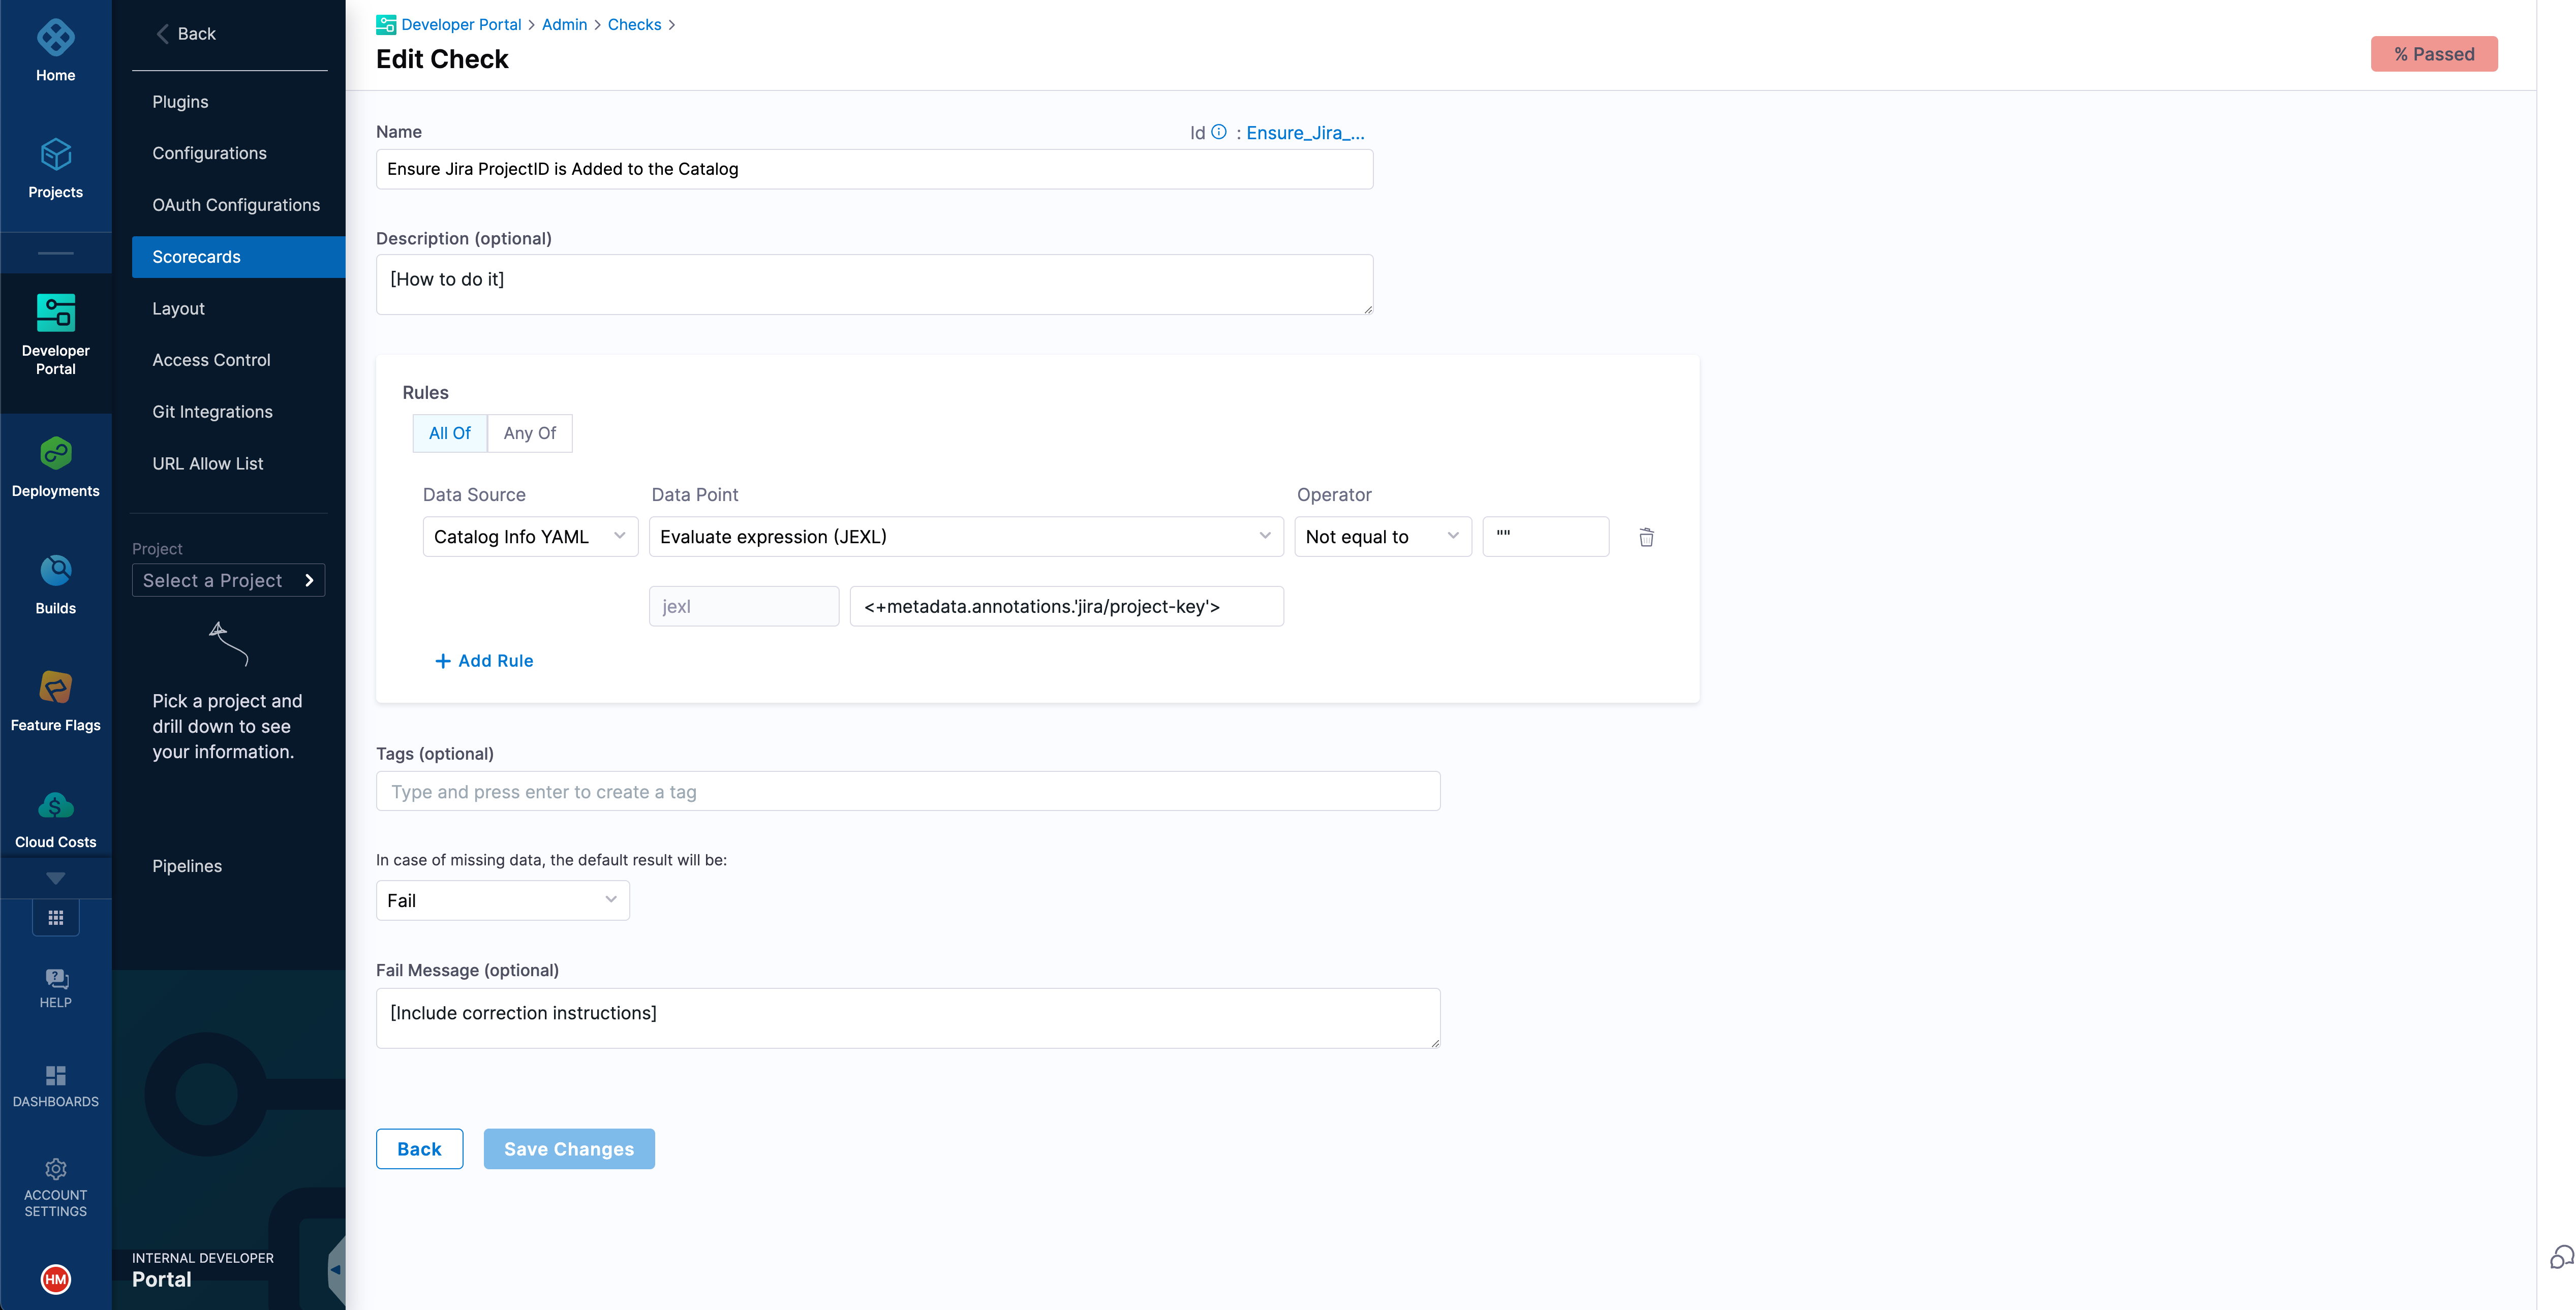 Home
Projects
Developer
Portal
Deployments
Builds
Feature Flags
Cloud Costs
HELP
DASHBOARDS
ACCOUNT
SETTINGS
HM
Back
Plugins
Configurations
OAuth Configurations
Scorecards
Layout
Access Control
Git Integrations
URL Allow List
Project
Select a Project
Pick a project and
drill down to see
your information.
Pipelines
INTERNAL DEVELOPER
Portal
Developer Portal > Admin > Checks >
Edit Check
% Passed
Name
Id : Ensure_Jira_...
Ensure Jira ProjectID is Added to the Catalog
Description (optional)
[How to do it]
Rules
All Of Any Of
Data Source Data Point Operator
Catalog Info YAML Evaluate expression (JEXL) Not equal to ""
jexl <+metadata.annotations.'jira/project-key'>
+ Add Rule
Tags (optional)
Type and press enter to create a tag
In case of missing data, the default result will be:
Fail
Fail Message (optional)
[Include correction instructions]
Back Save Changes